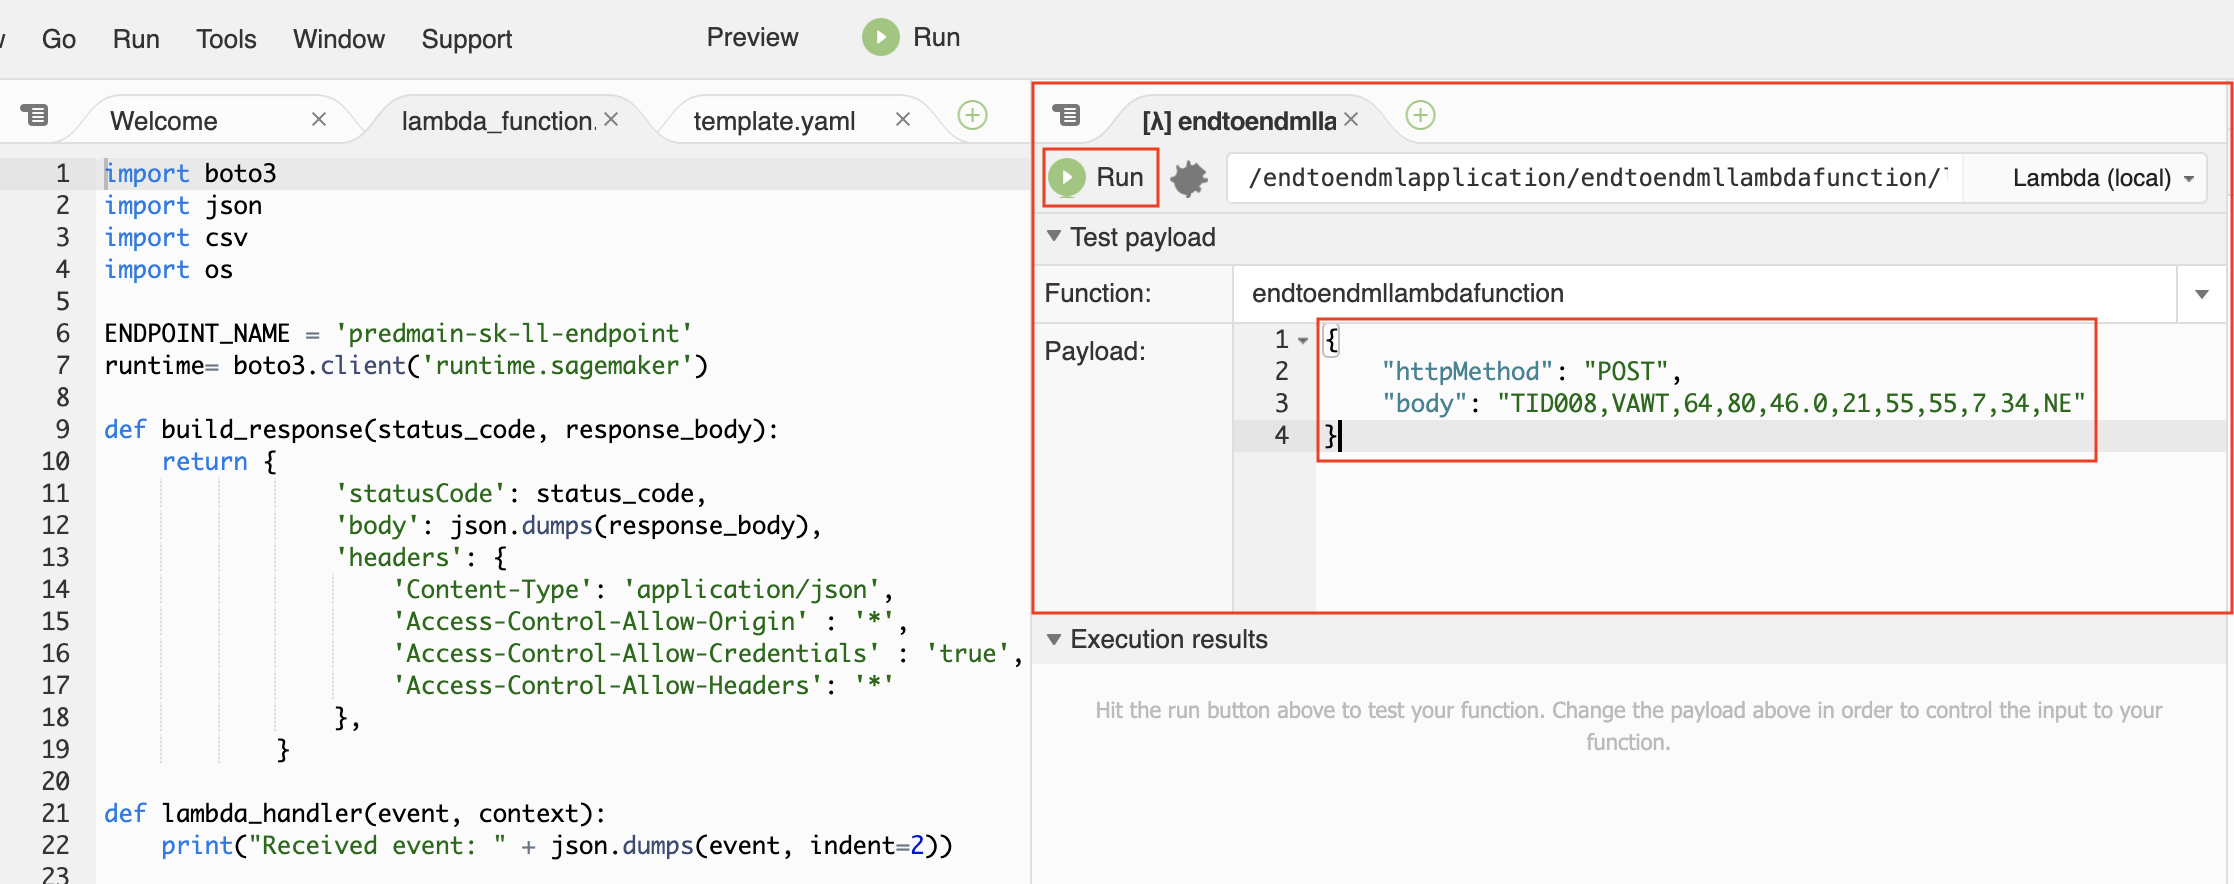 Go Run Tools Window Support Preview Run
Welcome lambda_function. template.yaml
1 import boto3
2 import json
3 import csv
4 import os
5
6 ENDPOINT_NAME = 'predmain-sk-ll-endpoint'
7 runtime= boto3.client('runtime.sagemaker')
8
9 def build_response(status_code, response_body):
10 return {
11 'statusCode': status_code,
12 'body': json.dumps(response_body),
13 'headers': {
14 'Content-Type': 'application/json',
15 'Access-Control-Allow-Origin' : '*',
16 'Access-Control-Allow-Credentials' : 'true',
17 'Access-Control-Allow-Headers': '*'
18 },
19 }
20
21 def lambda_handler(event, context):
22 print("Received event: " + json.dumps(event, indent=2))
23
[λ] endtoendmlla
Run /endtoendmlapplication/endtoendmllambdafunction/ Lambda (local)
Test payload
Function: endtoendmllambdafunction
Payload:
1 {
2 "httpMethod": "POST",
3 "body": "TID008,VAWT,64,80,46.0,21,55,55,7,34,NE"
4 }
Execution results
Hit the run button above to test your function. Change the payload above in order to control the input to your
function.